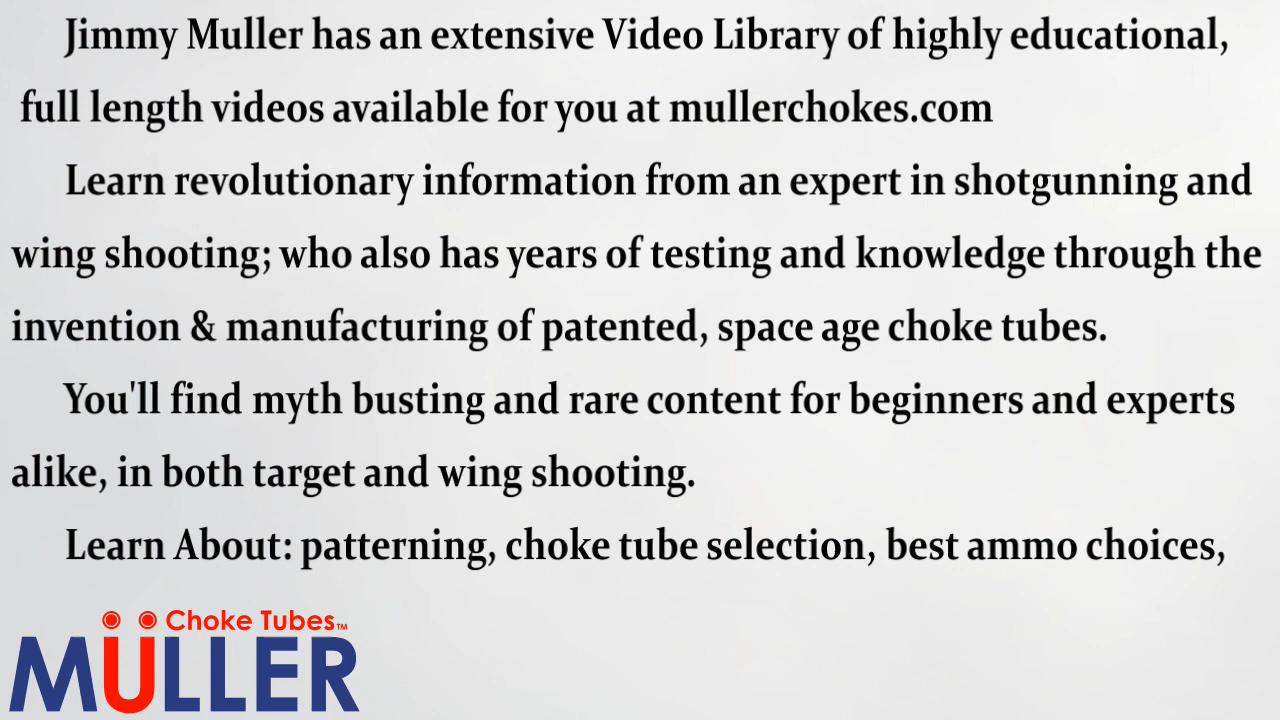 Jimmy Muller has an extensive Video Library of highly educational,
full length videos available for you at mullerchokes.com
Learn revolutionary information from an expert in shotgunning and
wing shooting; who also has years of testing and knowledge through the
invention & manufacturing of patented, space age choke tubes.
You'll find myth busting and rare content for beginners and experts
alike, in both target and wing shooting.
Learn About: patterning, choke tube selection, best ammo choices,
Choke Tubes™
MÜLLER